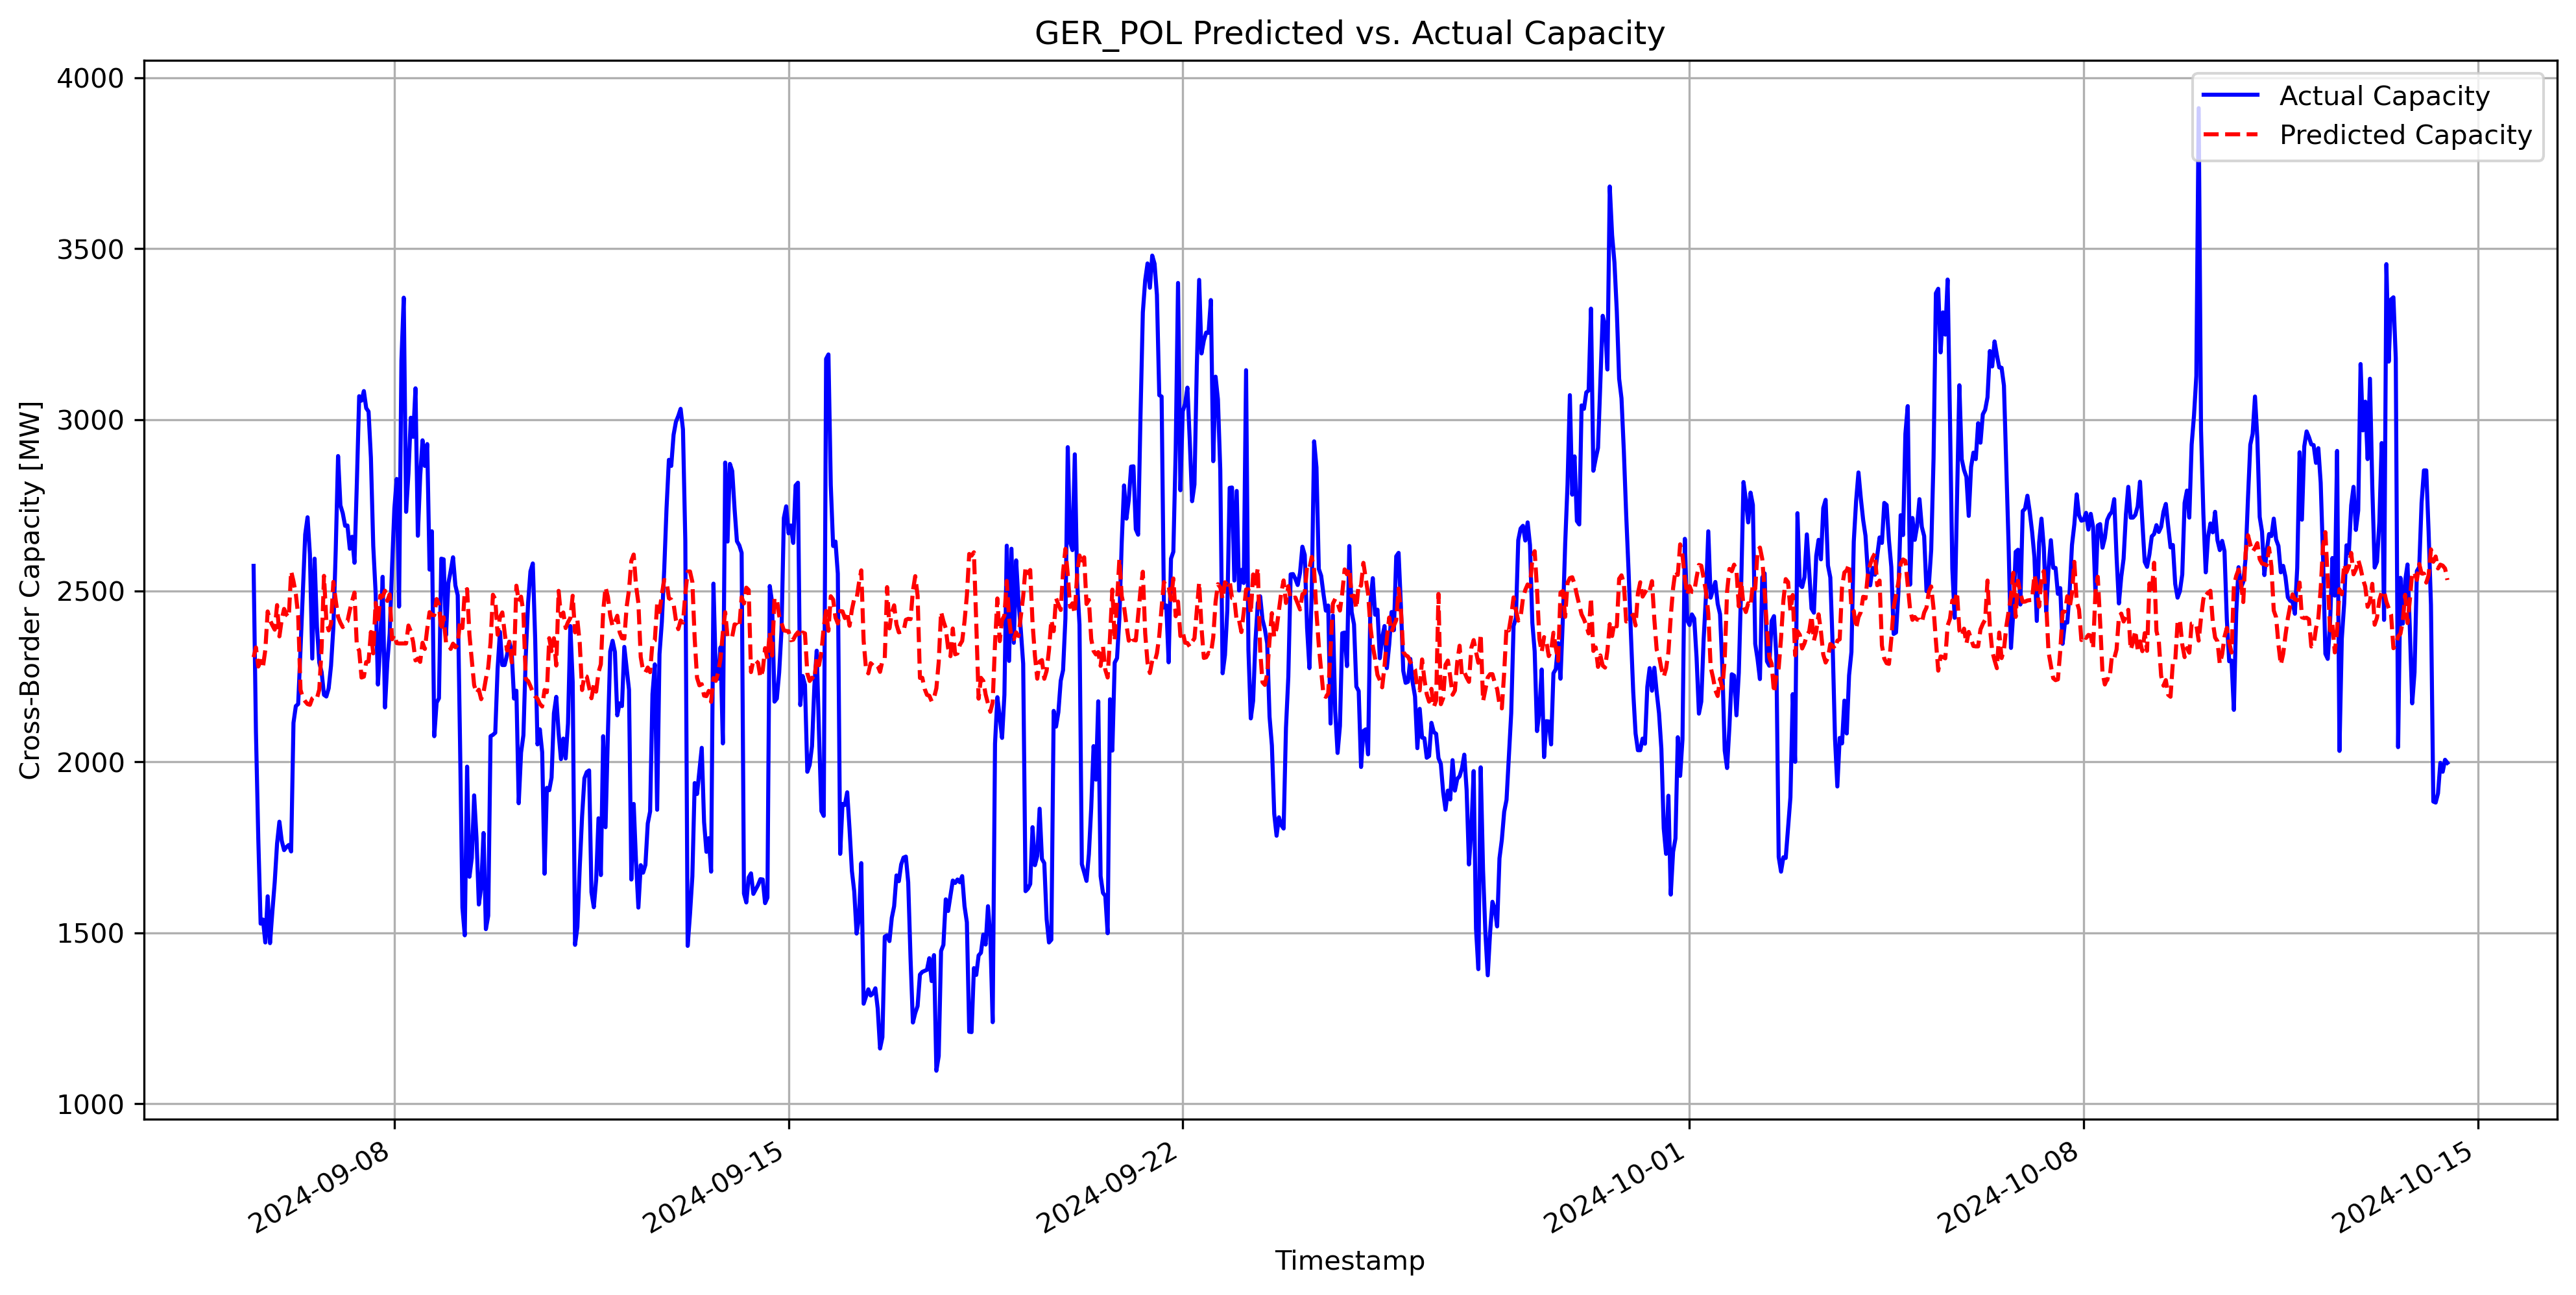 GER_POL Predicted vs. Actual Capacity
4000
3500
3000
2500
2000
1500
1000
Cross-Border Capacity [MW]
Actual Capacity
Predicted Capacity
2024-09-08
2024-09-15
2024-09-22
2024-10-01
2024-10-08
2024-10-15
Timestamp